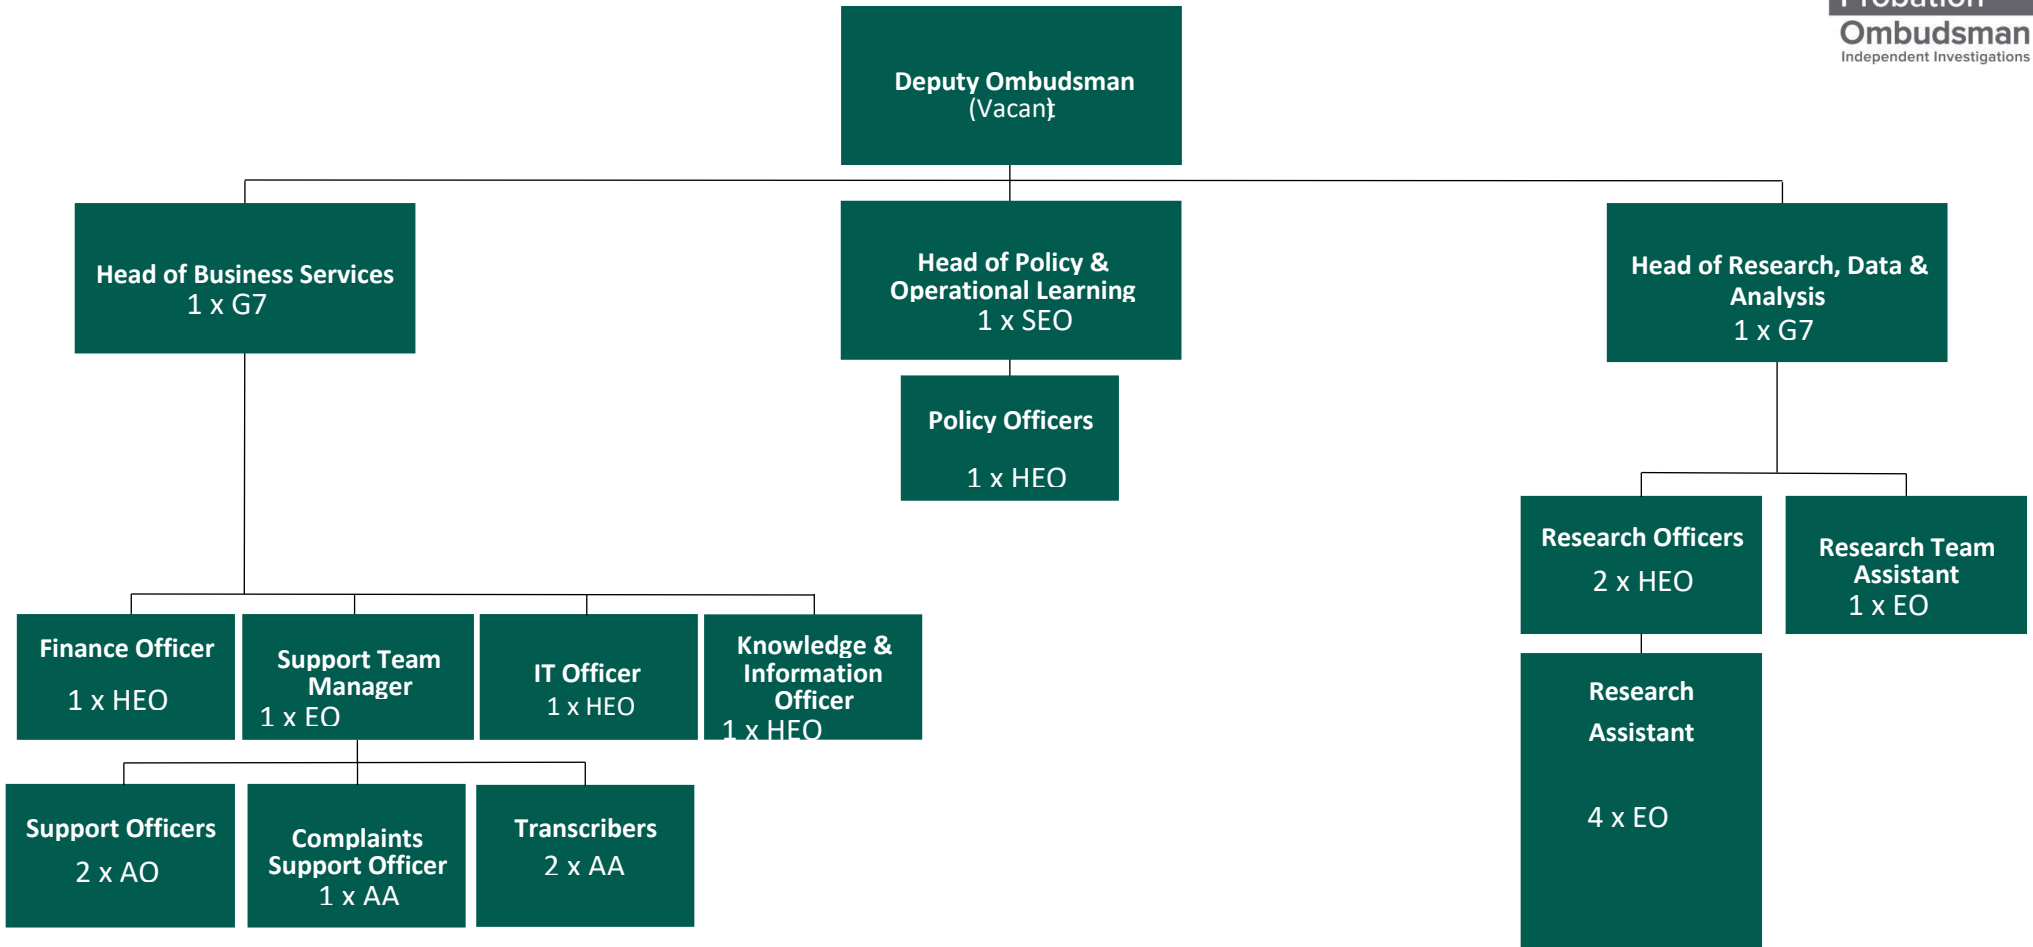 Probation
Ombudsman
Independent Investigations
Deputy Ombudsman
(Vacant)
Head of Business Services
1 x G7
Head of Policy &
Operational Learning
1 x SEO
Head of Research, Data &
Analysis
1 x G7
Policy Officers
1 x HEO
Research Officers
2 x HEO
Research Team
Assistant
1 x EO
Finance Officer
1 x HEO
Support Team
Manager
1 x EO
IT Officer
1 x HEO
Knowledge &
Information
Officer
1 x HEO
Research
Assistant
4 x EO
Support Officers
2 x AO
Complaints
Support Officer
1 x AA
Transcribers
2 x AA